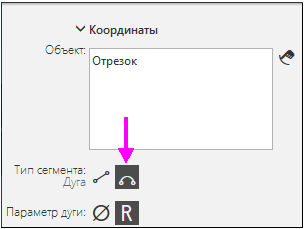 Координаты
Объект:
Отрезок
Тип сегмента:
Дуга
Параметр дуги: R